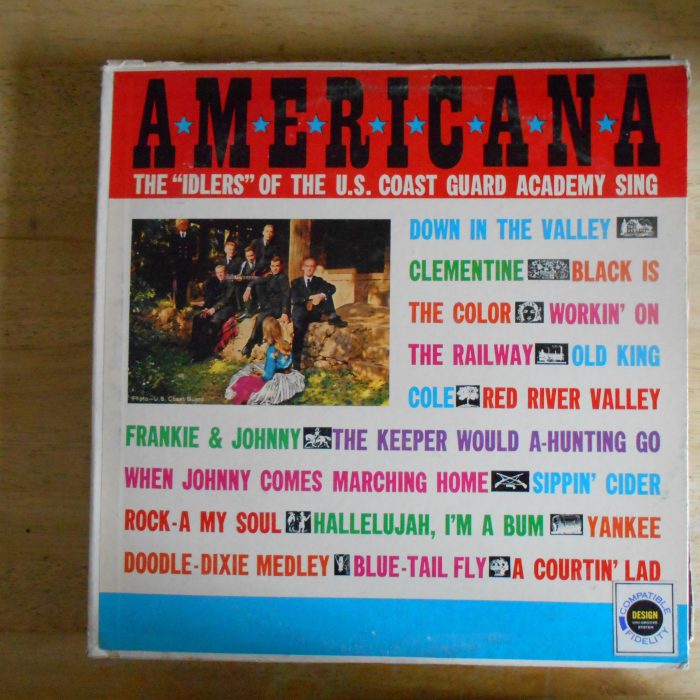 AMERICANA
THE "IDLERS" OF THE U.S. COAST GUARD ACADEMY SING
DOWN IN THE VALLEY
CLEMENTINE BLACK IS
THE COLOR WORKIN' ON
THE RAILWAY OLD KING
COLE RED RIVER VALLEY
Photo—U.S. Coast Guard
FRANKIE & JOHNNY THE KEEPER WOULD A-HUNTING GO
WHEN JOHNNY COMES MARCHING HOME SIPPIN' CIDER
ROCK-A MY SOUL HALLELUJAH, I'M A BUM YANKEE
DOODLE-DIXIE MEDLEY BLUE-TAIL FLY A COURTIN' LAD
COMPATIBLE
DESIGN
UNI-GROOVE
SYSTEM
FIDELITY